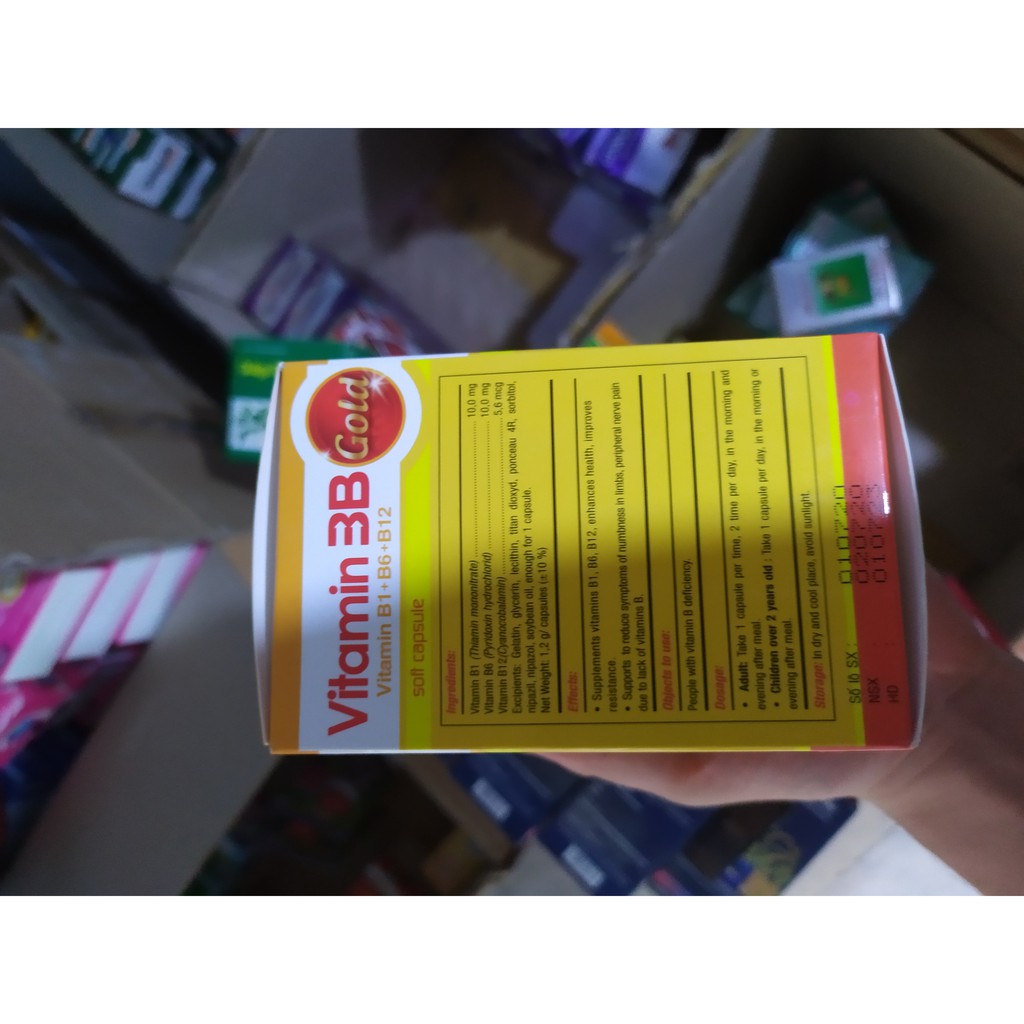 Vitamin 3B
Gold
Vitamin B1+B6+B12
soft capsule
Ingredients:
Vitamin B1 (Thiamin mononitrate) 10,0 mg
Vitamin B6 (Pyridoxin hydrochlorid) 10,0 mg
Vitamin B12(Cyanocobalamin) 5,6 mcg
Excipients: Gelatin, glycerin, lecithin, titan dioxyd, ponceau 4R, sorbitol,
nipazil, nipazol, soybean oil, enough for 1 capsule.
Net Weight: 1,2 g/ capsules (±10 %)
Effects:
• Supplements vitamins B1, B6, B12, enhances health, improves
resistance.
• Supports to reduce symptoms of numbness in limbs, peripheral nerve pain
due to lack of vitamins B.
Objects to use:
People with vitamin B deficiency.
Dosage:
• Adult: Take 1 capsule per time, 2 time per day, in the morning and
evening after meal.
• Children over 2 years old : Take 1 capsule per day, in the morning or
evening after meal.
Storage: In dry and cool place, avoid sunlight.
Số lô SX : 010720
NSX 020720
HD 010723